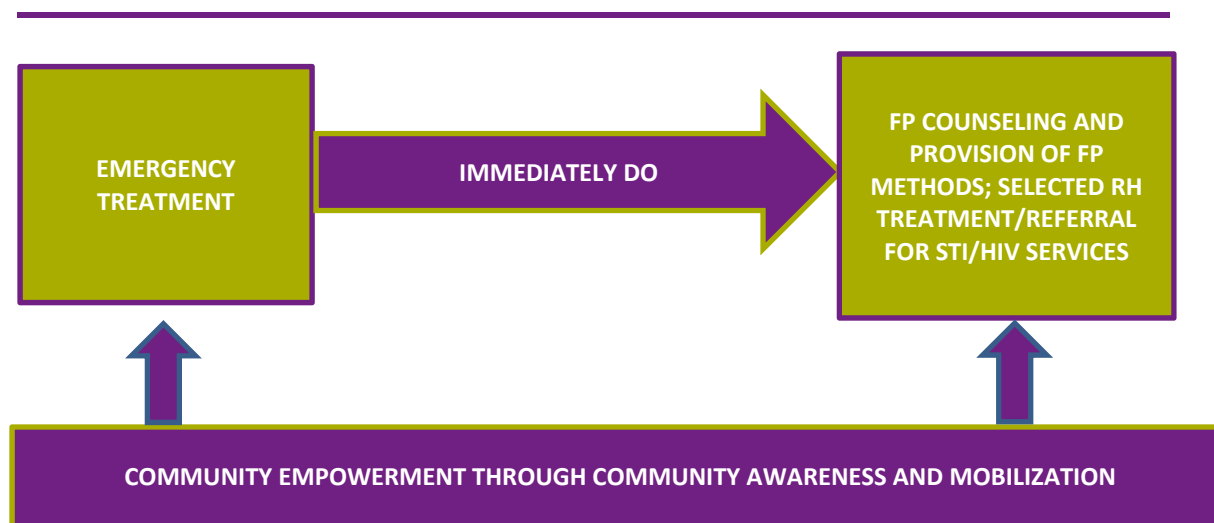 EMERGENCY
TREATMENT
IMMEDIATELY DO
FP COUNSELING AND
PROVISION OF FP
METHODS; SELECTED RH
TREATMENT/REFERRAL
FOR STI/HIV SERVICES
COMMUNITY EMPOWERMENT THROUGH COMMUNITY AWARENESS AND MOBILIZATION